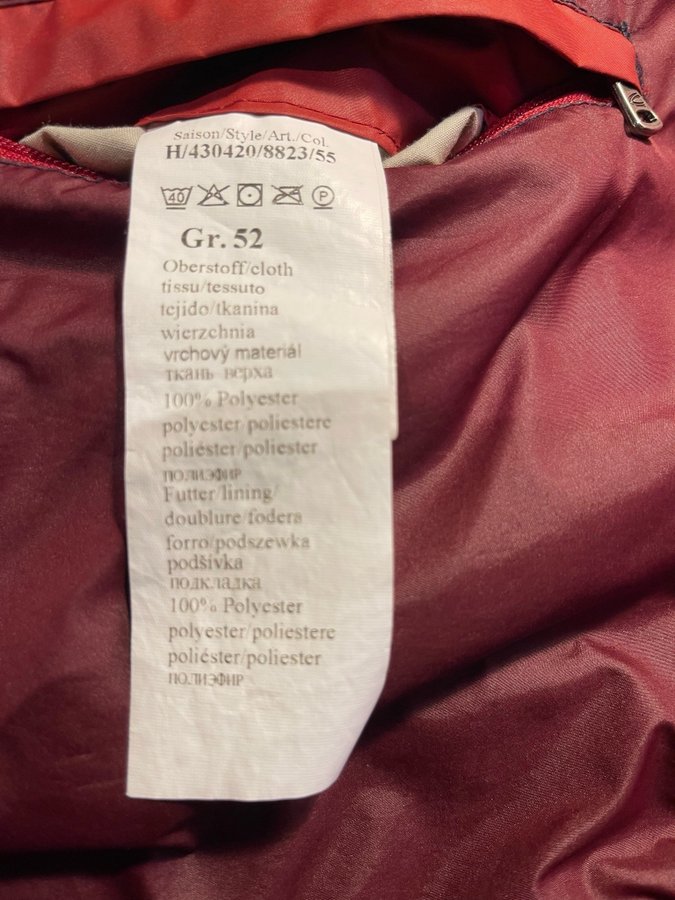 Saison/Style/Art./Col.
H/430420/8823/55
40 P
Gr. 52
Oberstoff/cloth
tissu/tessuto
tejido/tkanina
wierzchnia
vrchový materiál
ткань верха
100% Polyester
polyester/poliestere
poliéster/poliester
полиэфир
Futter/lining/
doublure/fodera
forro/podszewka
podšívka
подкладка
100% Polyester
polyester/poliestere
poliéster/poliester
полиэфир